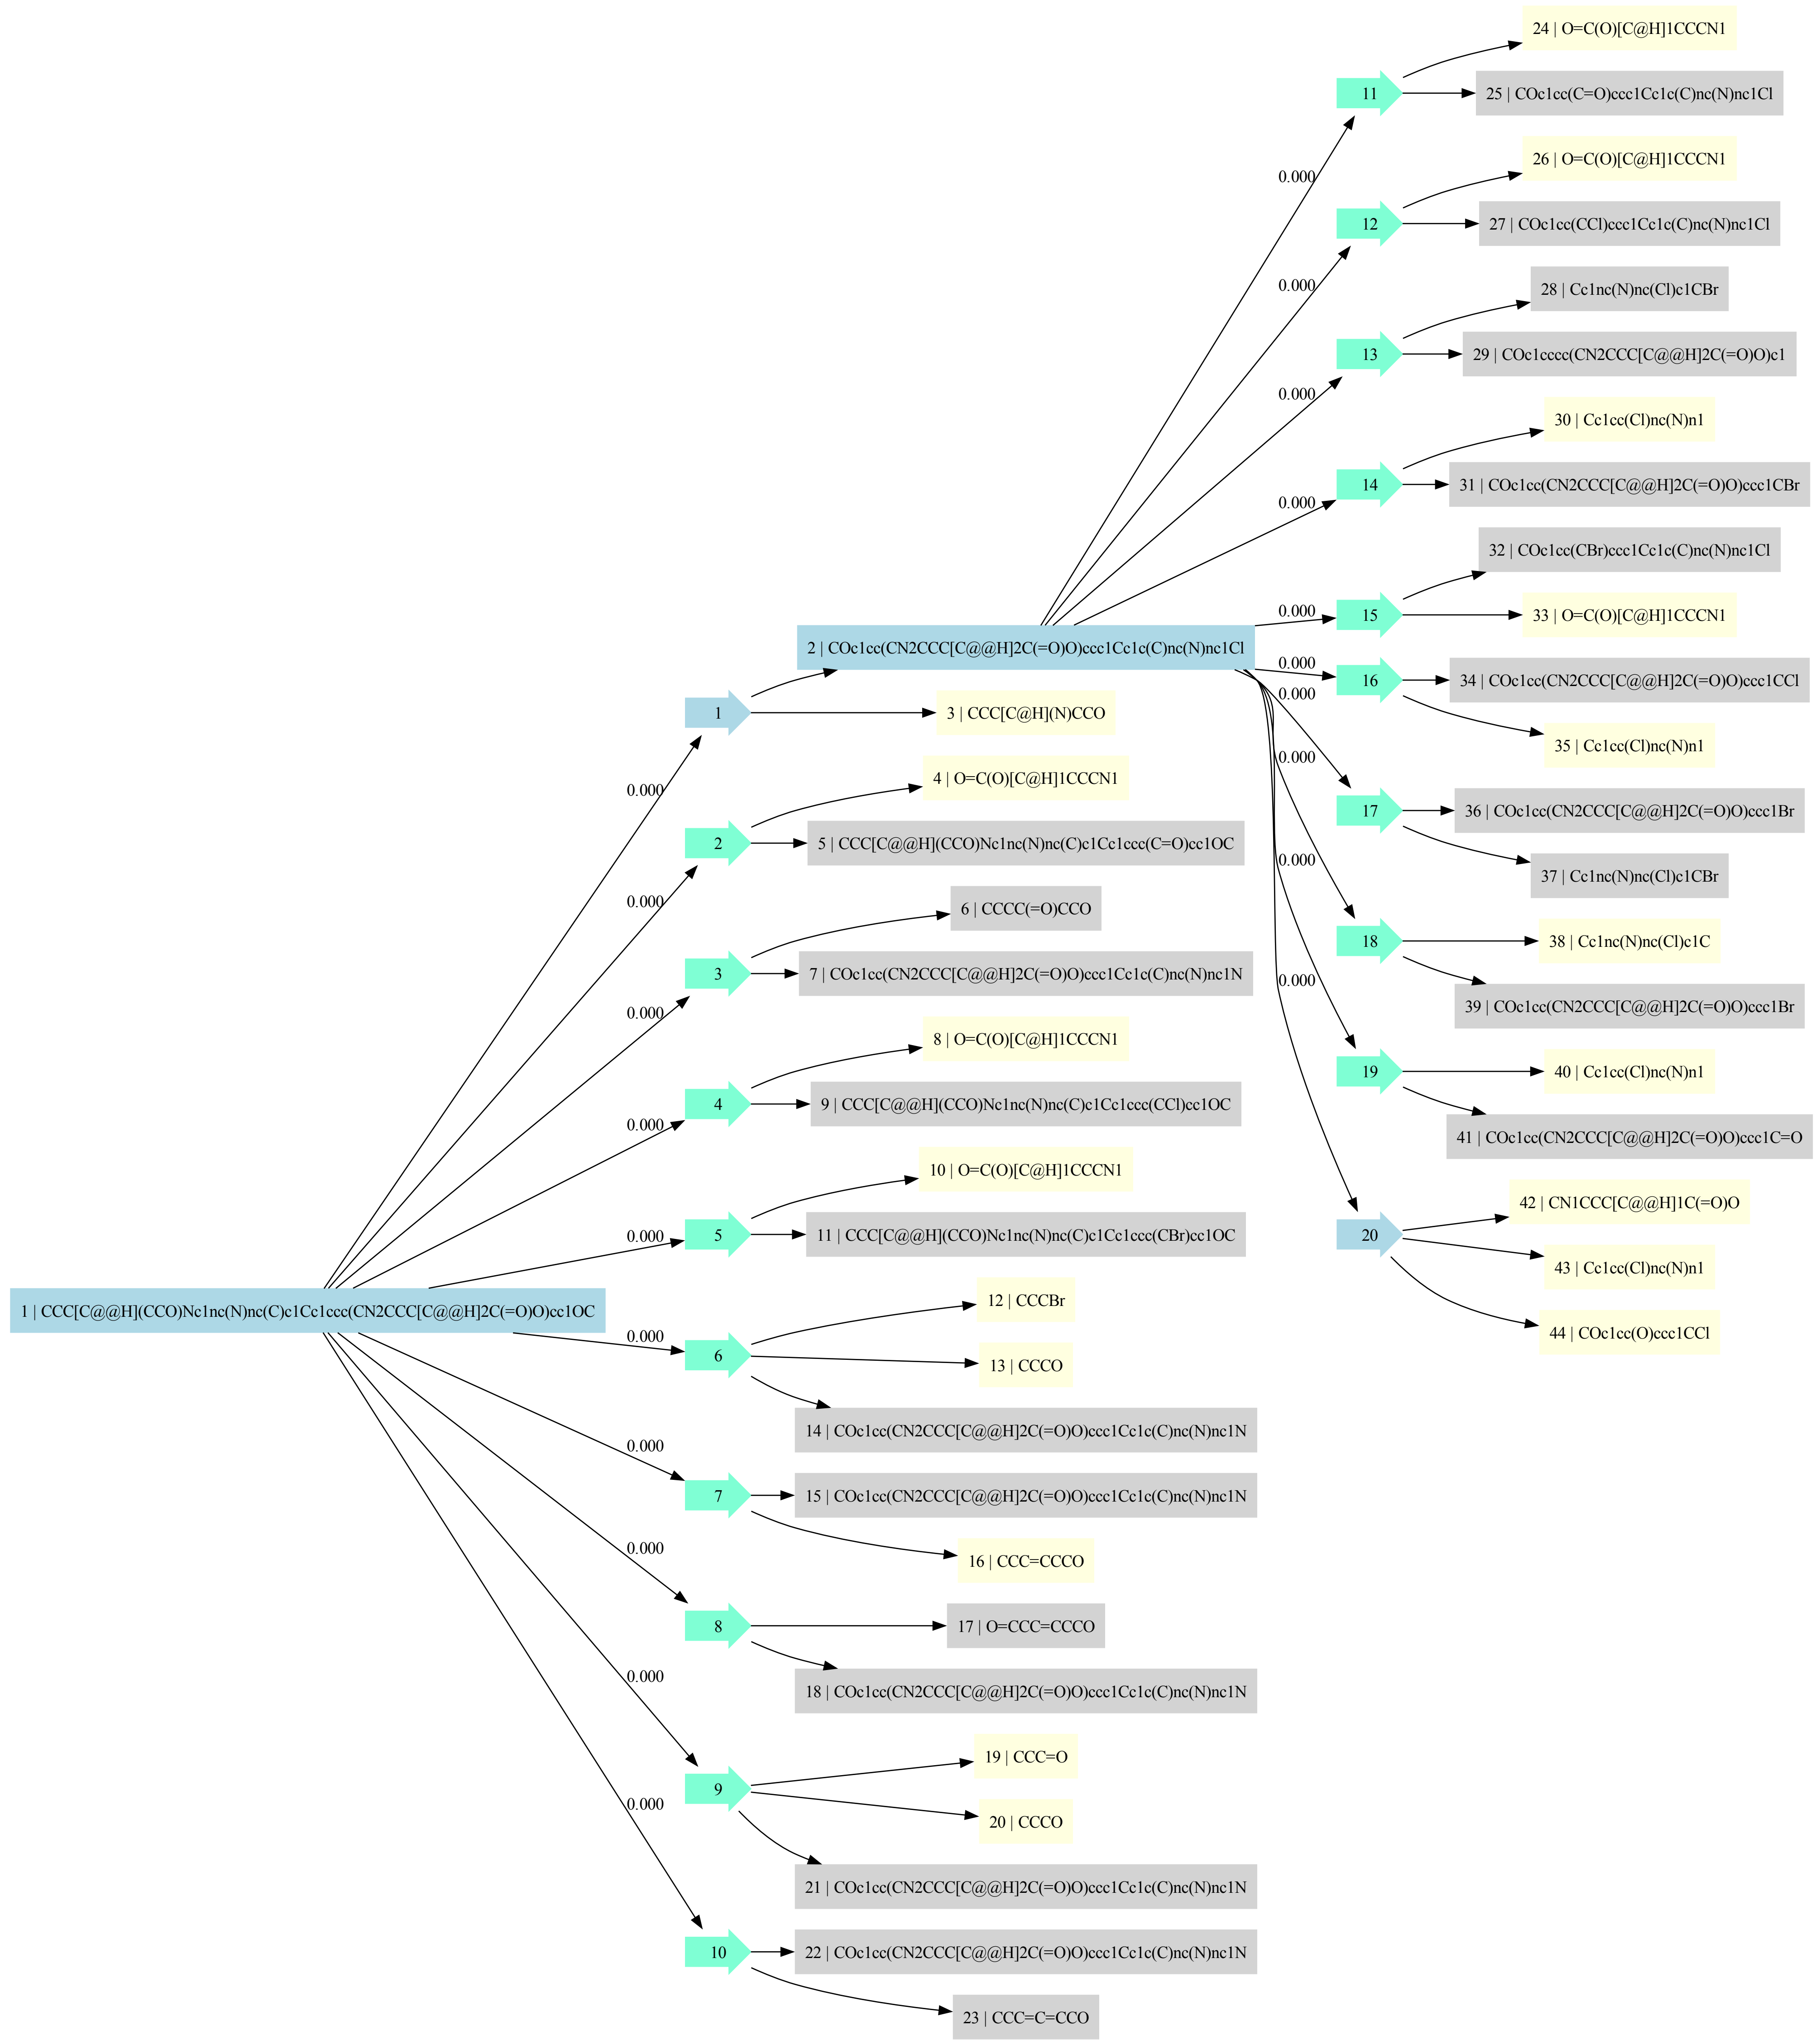 1 | CCC[C@@H](CCO)Nc1nc(N)nc(C)c1Cc1ccc(CN2CCC[C@@H]2C(=O)O)cc1OC
0.000
0.000
0.000
0.000
0.000
0.000
0.000
0.000
0.000
0.000
1
2
3
4
5
6
7
8
9
10
2 | COc1cc(CN2CCC[C@@H]2C(=O)O)ccc1Cc1c(C)nc(N)nc1Cl
3 | CCC[C@H](N)CCO
4 | O=C(O)[C@H]1CCCN1
5 | CCC[C@@H](CCO)Nc1nc(N)nc(C)c1Cc1ccc(C=O)cc1OC
6 | CCCC(=O)CCO
7 | COc1cc(CN2CCC[C@@H]2C(=O)O)ccc1Cc1c(C)nc(N)nc1N
8 | O=C(O)[C@H]1CCCN1
9 | CCC[C@@H](CCO)Nc1nc(N)nc(C)c1Cc1ccc(CCl)cc1OC
10 | O=C(O)[C@H]1CCCN1
11 | CCC[C@@H](CCO)Nc1nc(N)nc(C)c1Cc1ccc(CBr)cc1OC
12 | CCCBr
13 | CCCO
14 | COc1cc(CN2CCC[C@@H]2C(=O)O)ccc1Cc1c(C)nc(N)nc1N
15 | COc1cc(CN2CCC[C@@H]2C(=O)O)ccc1Cc1c(C)nc(N)nc1N
16 | CCC=CCCO
17 | O=CCC=CCCO
18 | COc1cc(CN2CCC[C@@H]2C(=O)O)ccc1Cc1c(C)nc(N)nc1N
19 | CCC=O
20 | CCCO
21 | COc1cc(CN2CCC[C@@H]2C(=O)O)ccc1Cc1c(C)nc(N)nc1N
22 | COc1cc(CN2CCC[C@@H]2C(=O)O)ccc1Cc1c(C)nc(N)nc1N
23 | CCC=C=CCO
0.000
0.000
0.000
0.000
0.000
0.000
0.000
0.000
0.000
0.000
11
12
13
14
15
16
17
18
19
20
24 | O=C(O)[C@H]1CCCN1
25 | COc1cc(C=O)ccc1Cc1c(C)nc(N)nc1Cl
26 | O=C(O)[C@H]1CCCN1
27 | COc1cc(CCl)ccc1Cc1c(C)nc(N)nc1Cl
28 | Cc1nc(N)nc(Cl)c1CBr
29 | COc1cccc(CN2CCC[C@@H]2C(=O)O)c1
30 | Cc1cc(Cl)nc(N)n1
31 | COc1cc(CN2CCC[C@@H]2C(=O)O)ccc1CBr
32 | COc1cc(CBr)ccc1Cc1c(C)nc(N)nc1Cl
33 | O=C(O)[C@H]1CCCN1
34 | COc1cc(CN2CCC[C@@H]2C(=O)O)ccc1CCl
35 | Cc1cc(Cl)nc(N)n1
36 | COc1cc(CN2CCC[C@@H]2C(=O)O)ccc1Br
37 | Cc1nc(N)nc(Cl)c1CBr
38 | Cc1nc(N)nc(Cl)c1C
39 | COc1cc(CN2CCC[C@@H]2C(=O)O)ccc1Br
40 | Cc1cc(Cl)nc(N)n1
41 | COc1cc(CN2CCC[C@@H]2C(=O)O)ccc1C=O
42 | CN1CCC[C@@H]1C(=O)O
43 | Cc1cc(Cl)nc(N)n1
44 | COc1cc(O)ccc1CCl